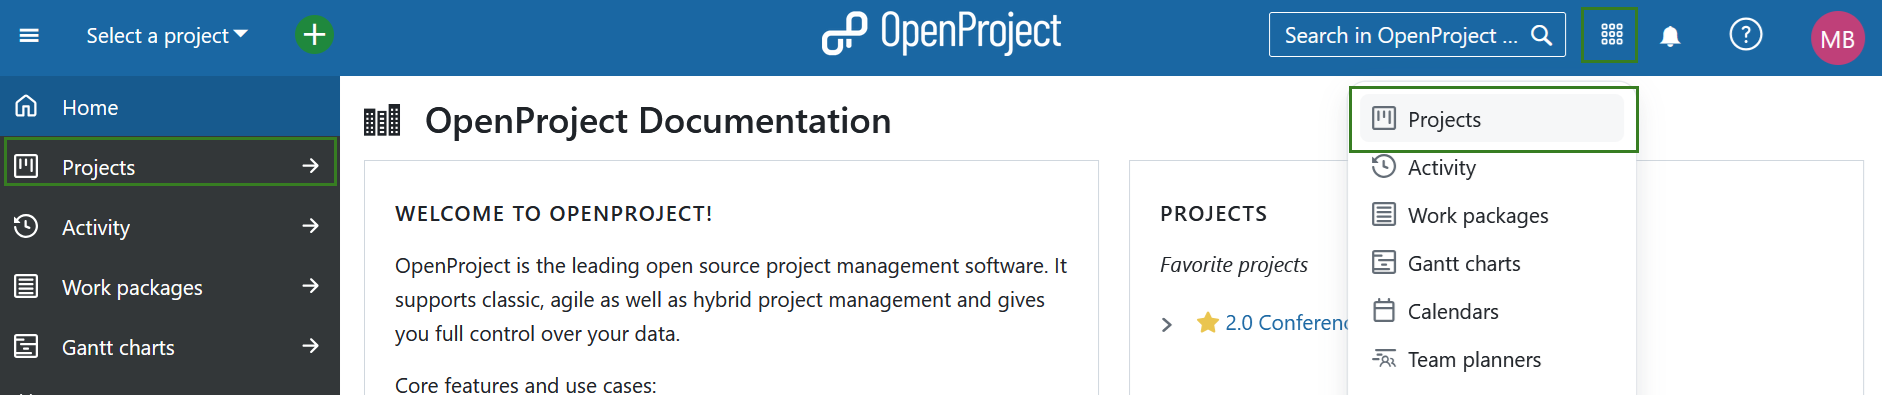 Select a project
OpenProject
Search in OpenProject ...
?
MB
Home
Projects
Activity
Work packages
Gantt charts
OpenProject Documentation
WELCOME TO OPENPROJECT!
OpenProject is the leading open source project management software. It
supports classic, agile as well as hybrid project management and gives
you full control over your data.
Core features and use cases:
PROJECTS
Favorite projects
2.0 Conferenc
Projects
Activity
Work packages
Gantt charts
Calendars
Team planners